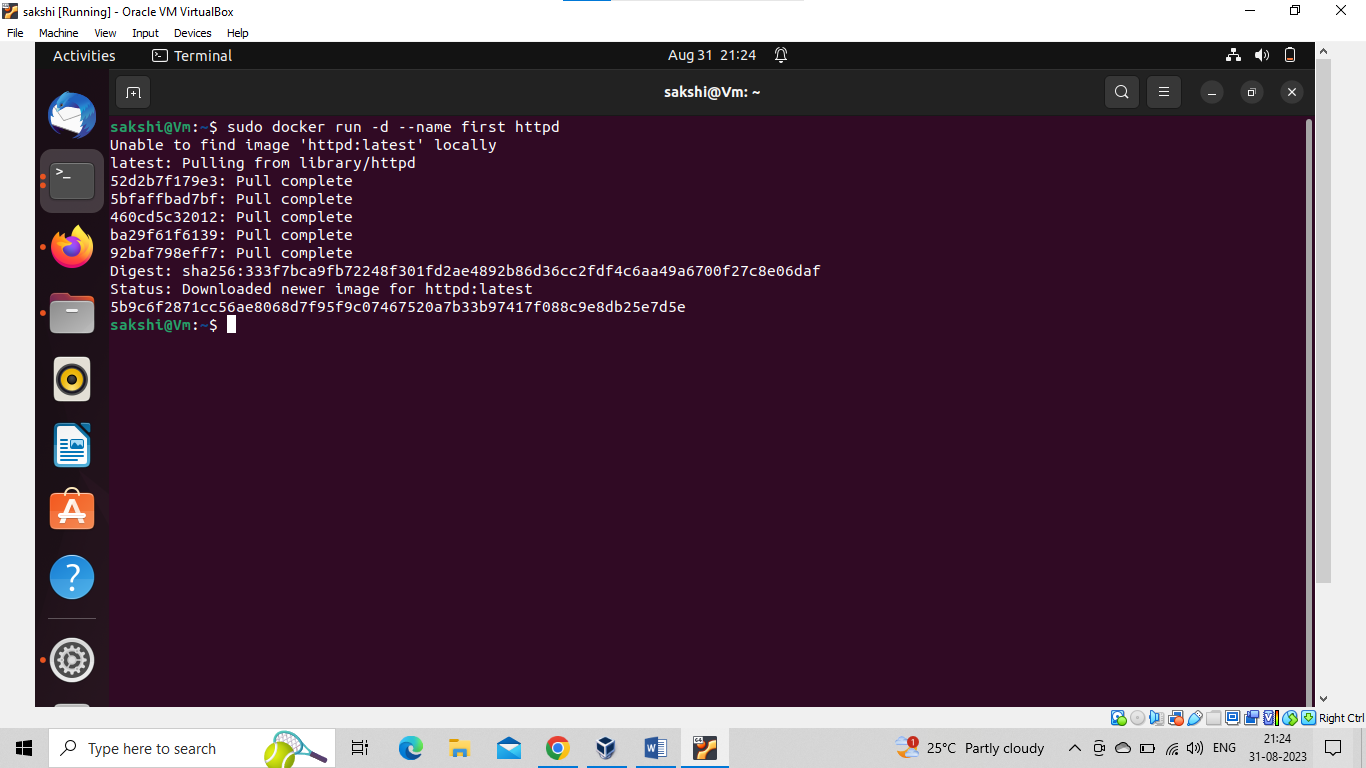 sakshi [Running] - Oracle VM VirtualBox
File Machine View Input Devices Help
Activities Terminal Aug 31 21:24
sakshi@Vm: ~
sakshi@Vm:~$ sudo docker run -d --name first httpd
Unable to find image 'httpd:latest' locally
latest: Pulling from library/httpd
52d2b7f179e3: Pull complete
5bfaffbad7bf: Pull complete
460cd5c32012: Pull complete
ba29f61f6139: Pull complete
92baf798eff7: Pull complete
Digest: sha256:333f7bca9fb72248f301fd2ae4892b86d36cc2fdf4c6aa49a6700f27c8e06daf
Status: Downloaded newer image for httpd:latest
5b9c6f2871cc56ae8068d7f95f9c07467520a7b33b97417f088c9e8db25e7d5e
sakshi@Vm:~$
Right Ctrl
Type here to search
1
25°C Partly cloudy
ENG
21:24
31-08-2023